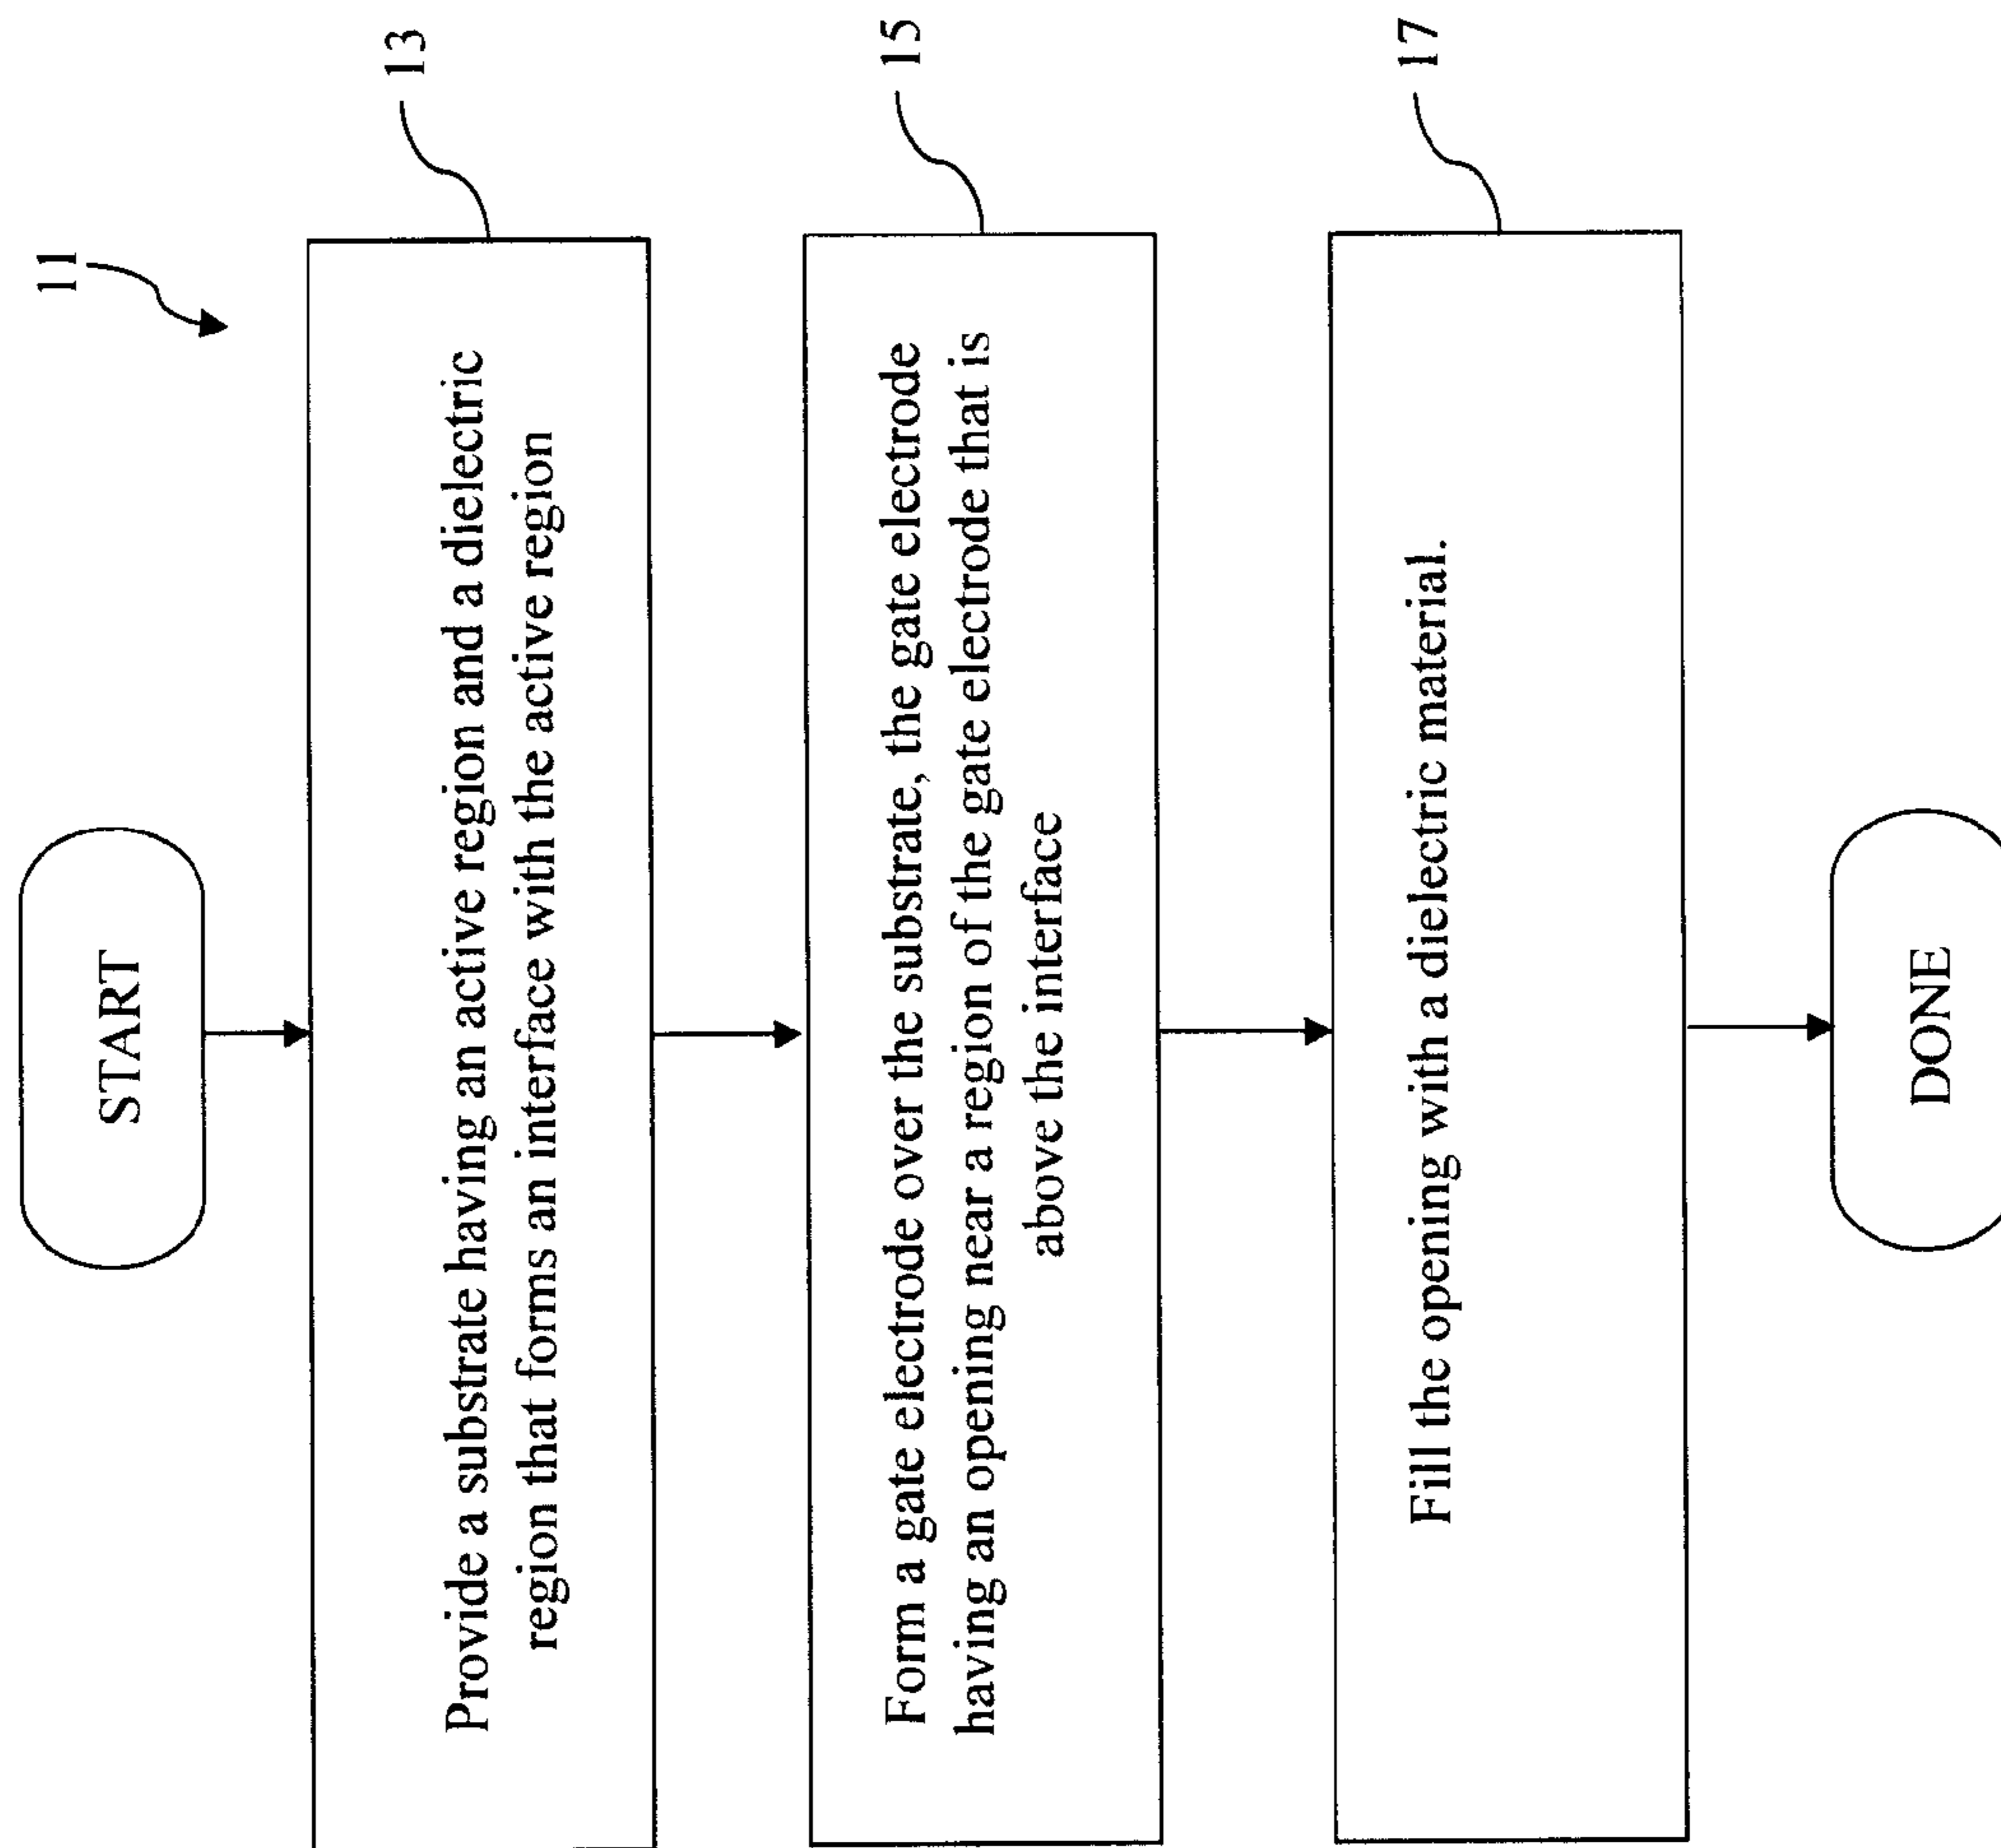 11
START
13
Provide a substrate having an active region and a dielectric
region that forms an interface with the active region
15
Form a gate electrode over the substrate, the gate electrode
having an opening near a region of the gate electrode that is
above the interface
17
Fill the opening with a dielectric material.
DONE